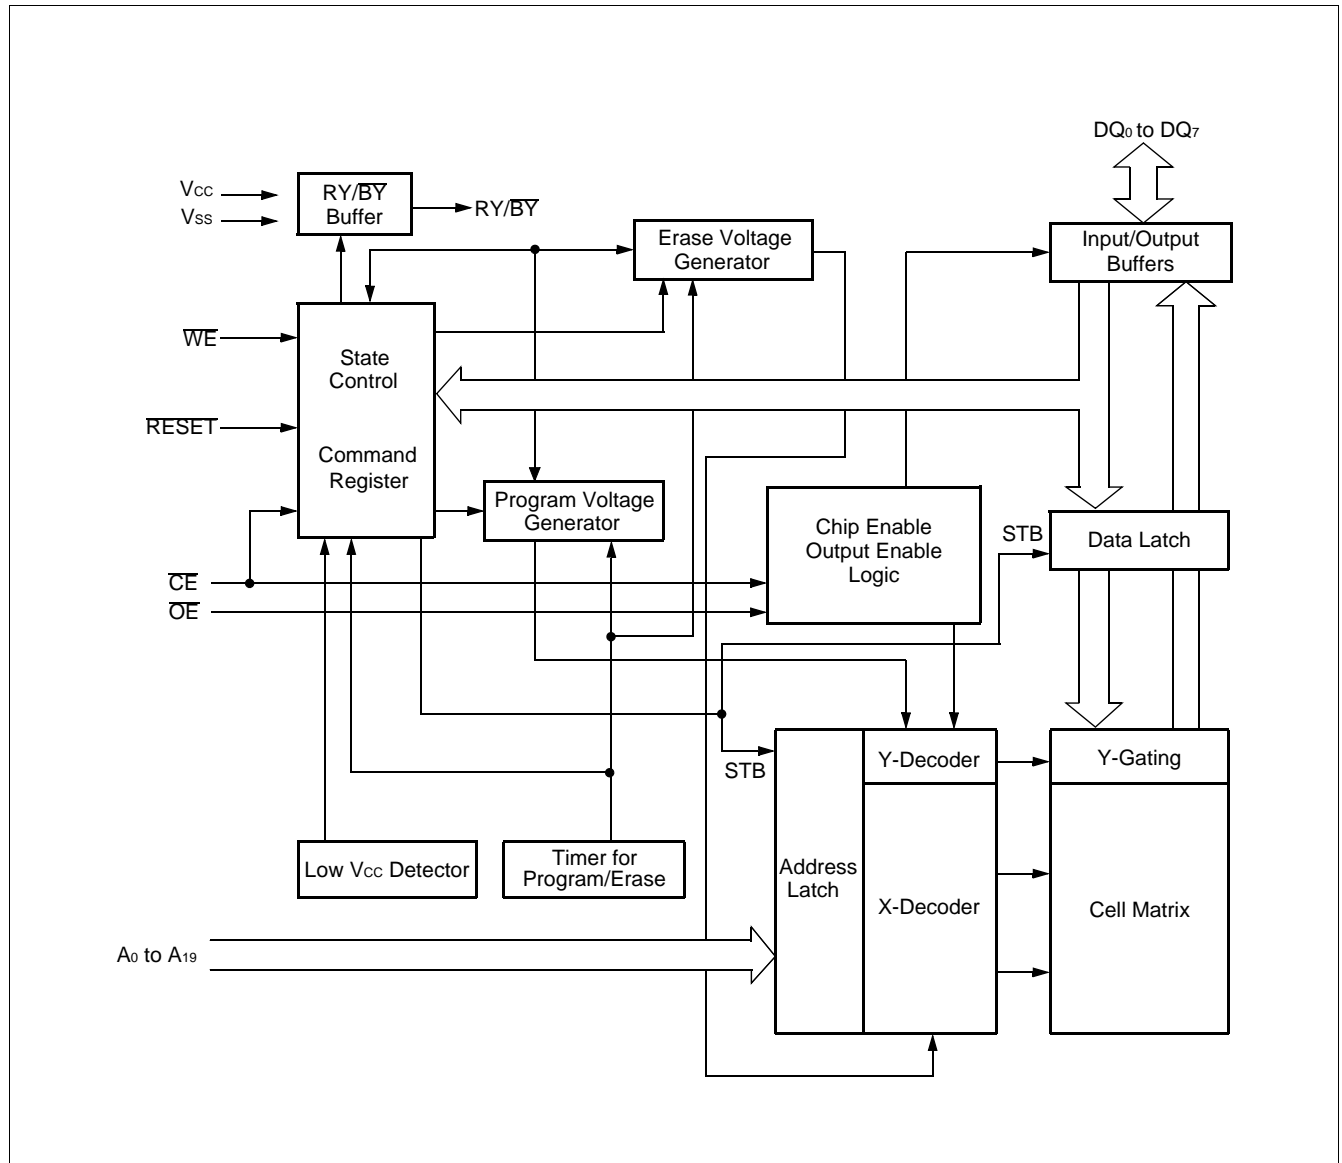 DQ0 to DQ7
VCC
VSS
RY/BY
Buffer
RY/BY
Erase Voltage
Generator
Input/Output
Buffers
WE
State
Control
RESET
Command
Register
Program Voltage
Generator
Chip Enable
Output Enable
Logic
STB
Data Latch
CE
OE
STB
Y-Decoder
Y-Gating
Low VCC Detector
Timer for
Program/Erase
Address
Latch
X-Decoder
Cell Matrix
A0 to A19